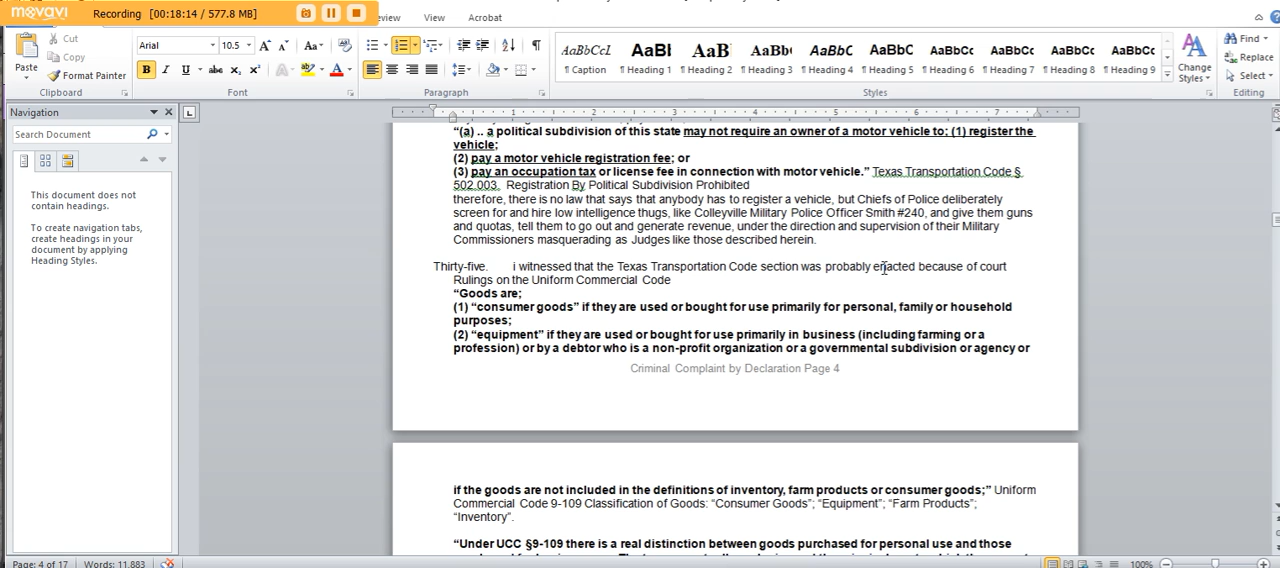 movavi Recording [00:18:14 / 577.8 MB]
View Acrobat
Paste Cut Copy Format Painter
Clipboard
Arial 10.5 Aa
B I U abc x₂ x² A A
Font
Paragraph
AaBbCcL AaBl AaB AaBbC AaBbC AaBbC AaBbCc AaBbCc AaBbCc AaBbCc
¶ Caption ¶ Heading 1 ¶ Heading 2 ¶ Heading 3 ¶ Heading 4 ¶ Heading 5 ¶ Heading 6 ¶ Heading 7 ¶ Heading 8 ¶ Heading 9
Styles
Change Styles
Find
Replace
Select
Editing
Navigation
Search Document
This document does not contain headings.
To create navigation tabs, create headings in your document by applying Heading Styles.
1 2 3 4 5 6 7
“(a) .. a political subdivision of this state may not require an owner of a motor vehicle to: (1) register the
vehicle;
(2) pay a motor vehicle registration fee; or
(3) pay an occupation tax or license fee in connection with motor vehicle.” Texas Transportation Code §
502.003. Registration By Political Subdivision Prohibited
therefore, there is no law that says that anybody has to register a vehicle, but Chiefs of Police deliberately
screen for and hire low intelligence thugs, like Colleyville Military Police Officer Smith #240, and give them guns
and quotas, tell them to go out and generate revenue, under the direction and supervision of their Military
Commissioners masquerading as Judges like those described herein.
Thirty-five. i witnessed that the Texas Transportation Code section was probably enacted because of court
Rulings on the Uniform Commercial Code
“Goods are;
(1) “consumer goods” if they are used or bought for use primarily for personal, family or household
purposes;
(2) “equipment” if they are used or bought for use primarily in business (including farming or a
profession) or by a debtor who is a non-profit organization or a governmental subdivision or agency or
Criminal Complaint by Declaration Page 4
if the goods are not included in the definitions of inventory, farm products or consumer goods;” Uniform
Commercial Code 9-109 Classification of Goods: “Consumer Goods”; “Equipment”; “Farm Products”;
“Inventory”.
“Under UCC §9-109 there is a real distinction between goods purchased for personal use and those
Page: 4 of 17 Words: 11,883 100%